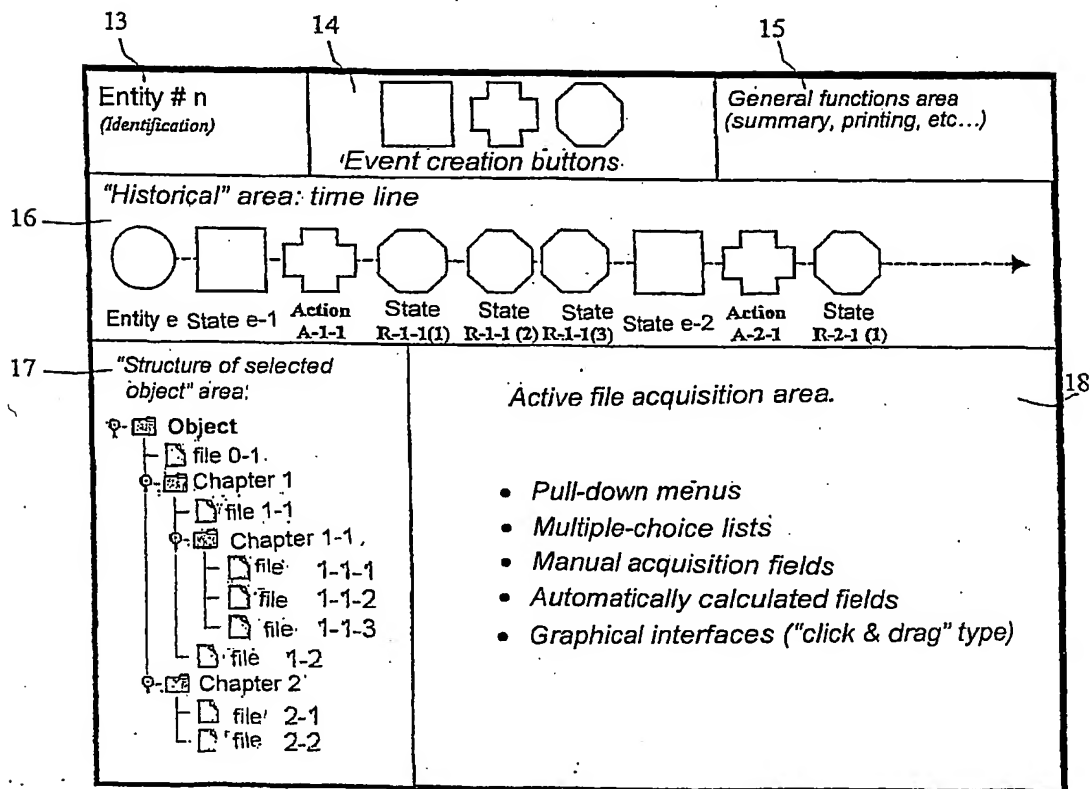 13
14
15
Entity # n
(Identification)
Event creation buttons
General functions area
(summary, printing, etc...)
16
"Historical" area: time line
Entity e State e-1 Action A-1-1 State R-1-1(1) State R-1-1 (2) State R-1-1(3) State e-2 Action A-2-1 State R-2-1 (1)
17
"Structure of selected
object" area:
Object
file 0-1
Chapter 1
file 1-1
Chapter 1-1
file 1-1-1
file 1-1-2
file 1-1-3
file 1-2
Chapter 2
file 2-1
file 2-2
18
Active file acquisition area.
• Pull-down menus
• Multiple-choice lists
• Manual acquisition fields
• Automatically calculated fields
• Graphical interfaces ("click & drag" type)